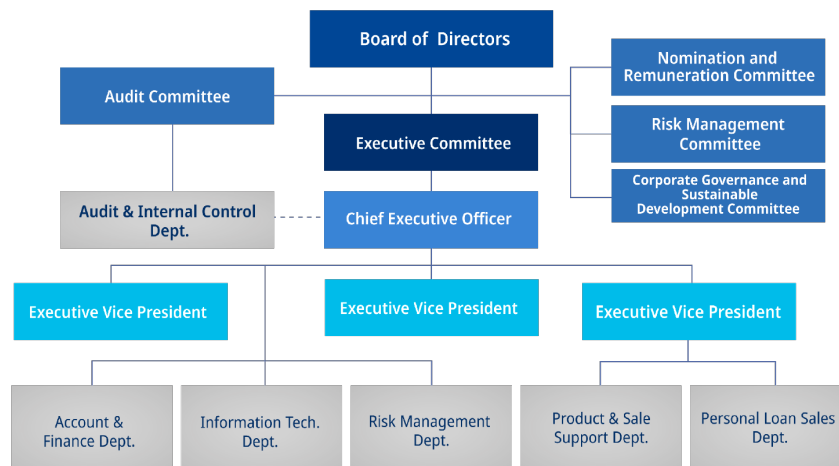 Board of Directors
Audit Committee
Nomination and
Remuneration Committee
Executive Committee
Risk Management
Committee
Corporate Governance and
Sustainable
Development Committee
Audit & Internal Control
Dept.
Chief Executive Officer
Executive Vice President
Executive Vice President
Executive Vice President
Account &
Finance Dept.
Information Tech.
Dept.
Risk Management
Dept.
Product & Sale
Support Dept.
Personal Loan Sales
Dept.